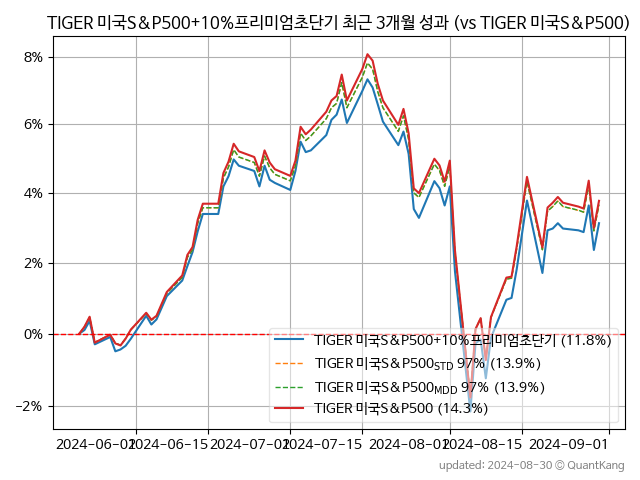 TIGER 미국S&P500+10%프리미엄초단기 최근 3개월 성과 (vs TIGER 미국S&P500)
8%
6%
4%
2%
0%
−2%
TIGER 미국S&P500+10%프리미엄초단기 (11.8%)
TIGER 미국S&P500STD 97% (13.9%)
TIGER 미국S&P500MDD 97% (13.9%)
TIGER 미국S&P500 (14.3%)
2024-06-01 2024-06-15 2024-07-01 2024-07-15 2024-08-01 2024-08-15 2024-09-01
updated: 2024-08-30 © QuantKang